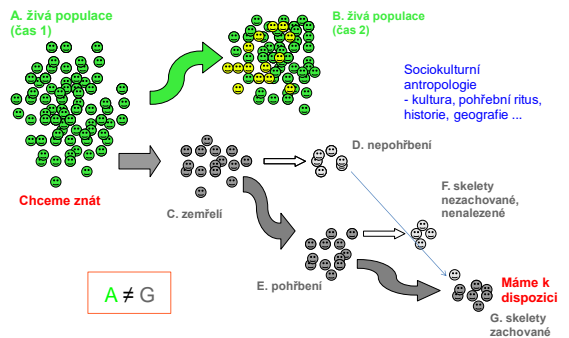 A. živá populace
(čas 1)
B. živá populace
(čas 2)
Sociokulturní
antropologie
- kultura, pohřební ritus,
historie, geografie ...
D. nepohřbení
Chceme znát
C. zemřelí
F. skelety
nezachované,
nenalezené
E. pohřbení
A ≠ G
Máme k
dispozici
G. skelety
zachované